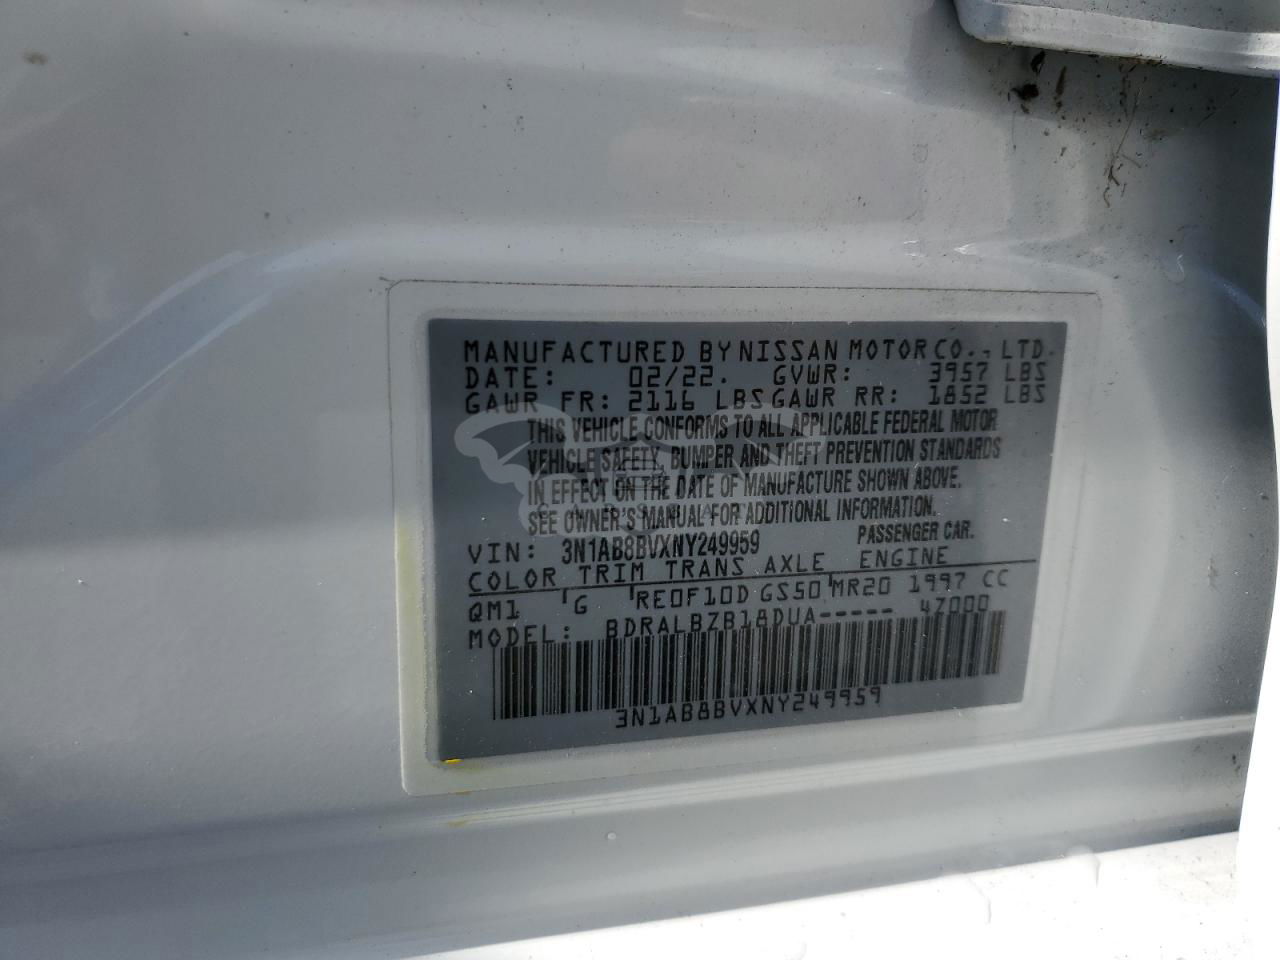 MANUFACTURED BY NISSAN MOTOR CO., LTD.
DATE: 02/22. GVWR: 3957 LBS
GAWR FR: 2116 LBS GAWR RR: 1852 LBS
THIS VEHICLE CONFORMS TO ALL APPLICABLE FEDERAL MOTOR
VEHICLE SAFETY, BUMPER AND THEFT PREVENTION STANDARDS
IN EFFECT ON THE DATE OF MANUFACTURE SHOWN ABOVE.
SEE OWNER'S MANUAL FOR ADDITIONAL INFORMATION.
VIN: 3N1AB8BVXNY249959 PASSENGER CAR.
COLOR TRIM TRANS AXLE ENGINE
QM1 G RE0F10D GS50 MR20 1997 CC
MODEL: BDRALBZB18DUA----- 47000
3N1AB8BVXNY249959